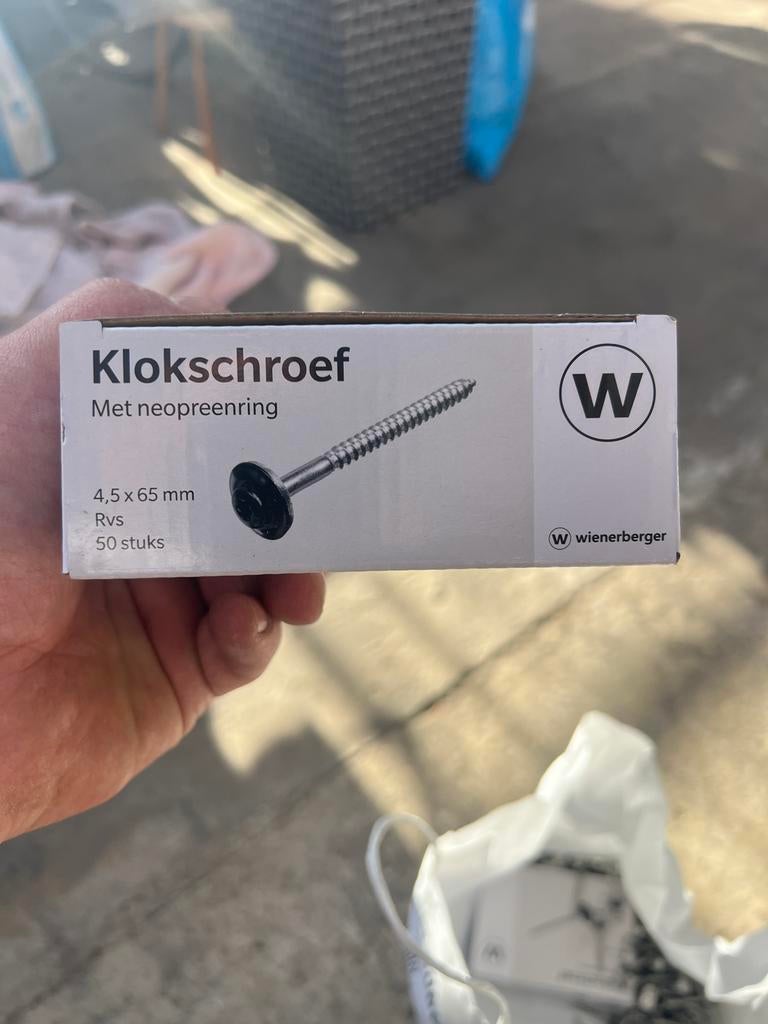 Klokschroef
Met neopreenring
4,5 x 65 mm
Rvs
50 stuks
W
W wienerberger